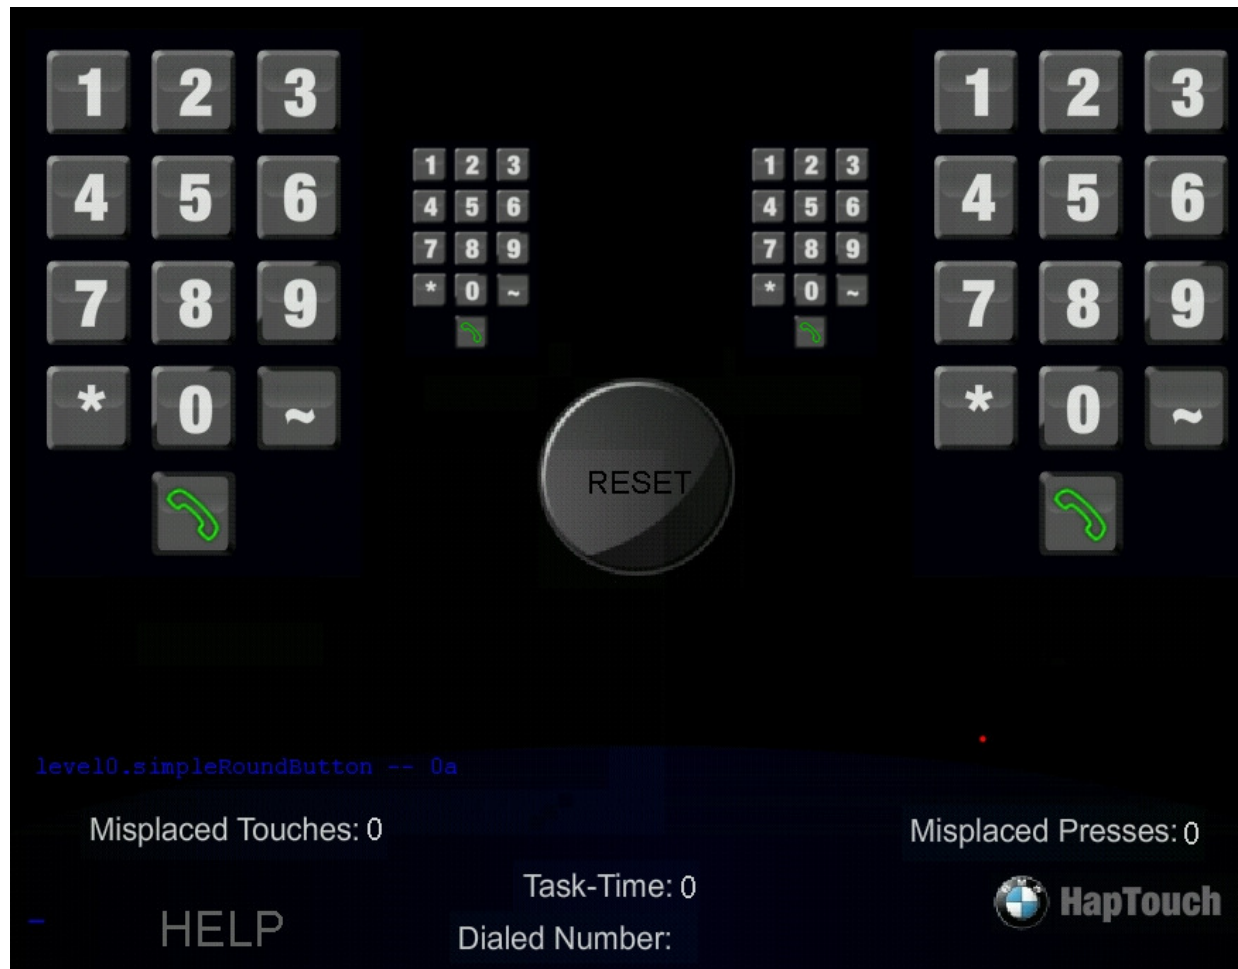 1 2 3
4 5 6
7 8 9
* 0 ~
1 2 3
4 5 6
7 8 9
* 0 ~
1 2 3
4 5 6
7 8 9
* 0 ~
1 2 3
4 5 6
7 8 9
* 0 ~
RESET
level0.simpleRoundButton -- 0a
Misplaced Touches: 0
Misplaced Presses: 0
Task-Time: 0
BMW HapTouch
HELP
Dialed Number: